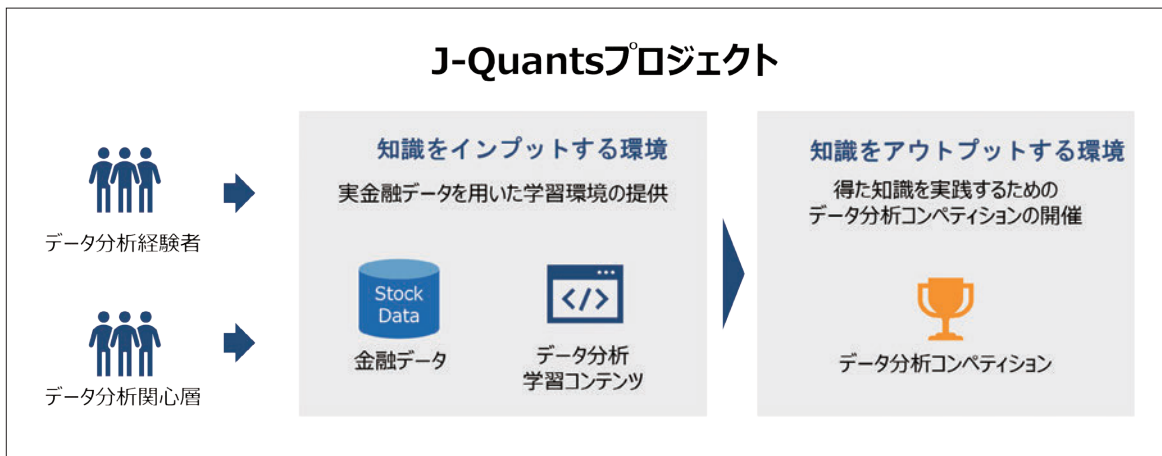 J-Quantsプロジェクト
データ分析経験者
データ分析関心層
知識をインプットする環境
実金融データを用いた学習環境の提供
Stock
Data
金融データ
</>
データ分析
学習コンテンツ
知識をアウトプットする環境
得た知識を実践するための
データ分析コンペティションの開催
データ分析コンペティション